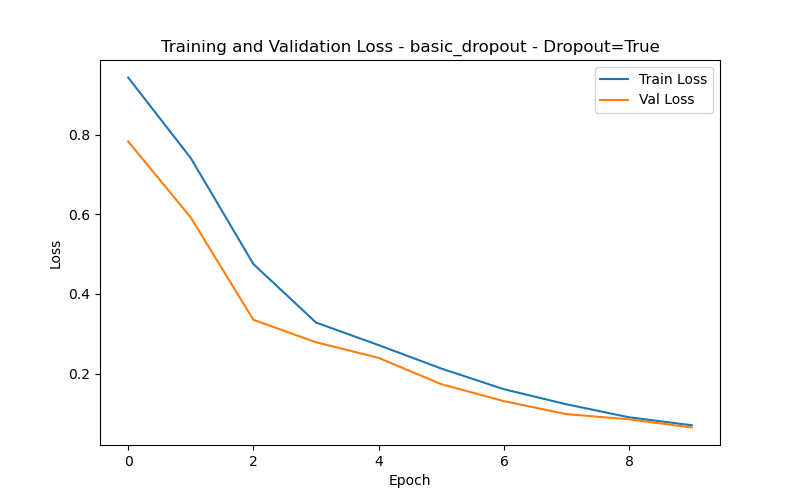 Training and Validation Loss - basic_dropout - Dropout=True
Train Loss
Val Loss
0.8
0.6
0.4
0.2
Loss
0 2 4 6 8
Epoch